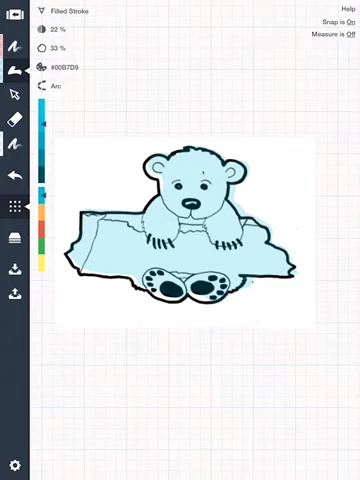 Filled Stroke
22 %
33 %
#00B7D9
Arc
Help
Snap is On
Measure is Off